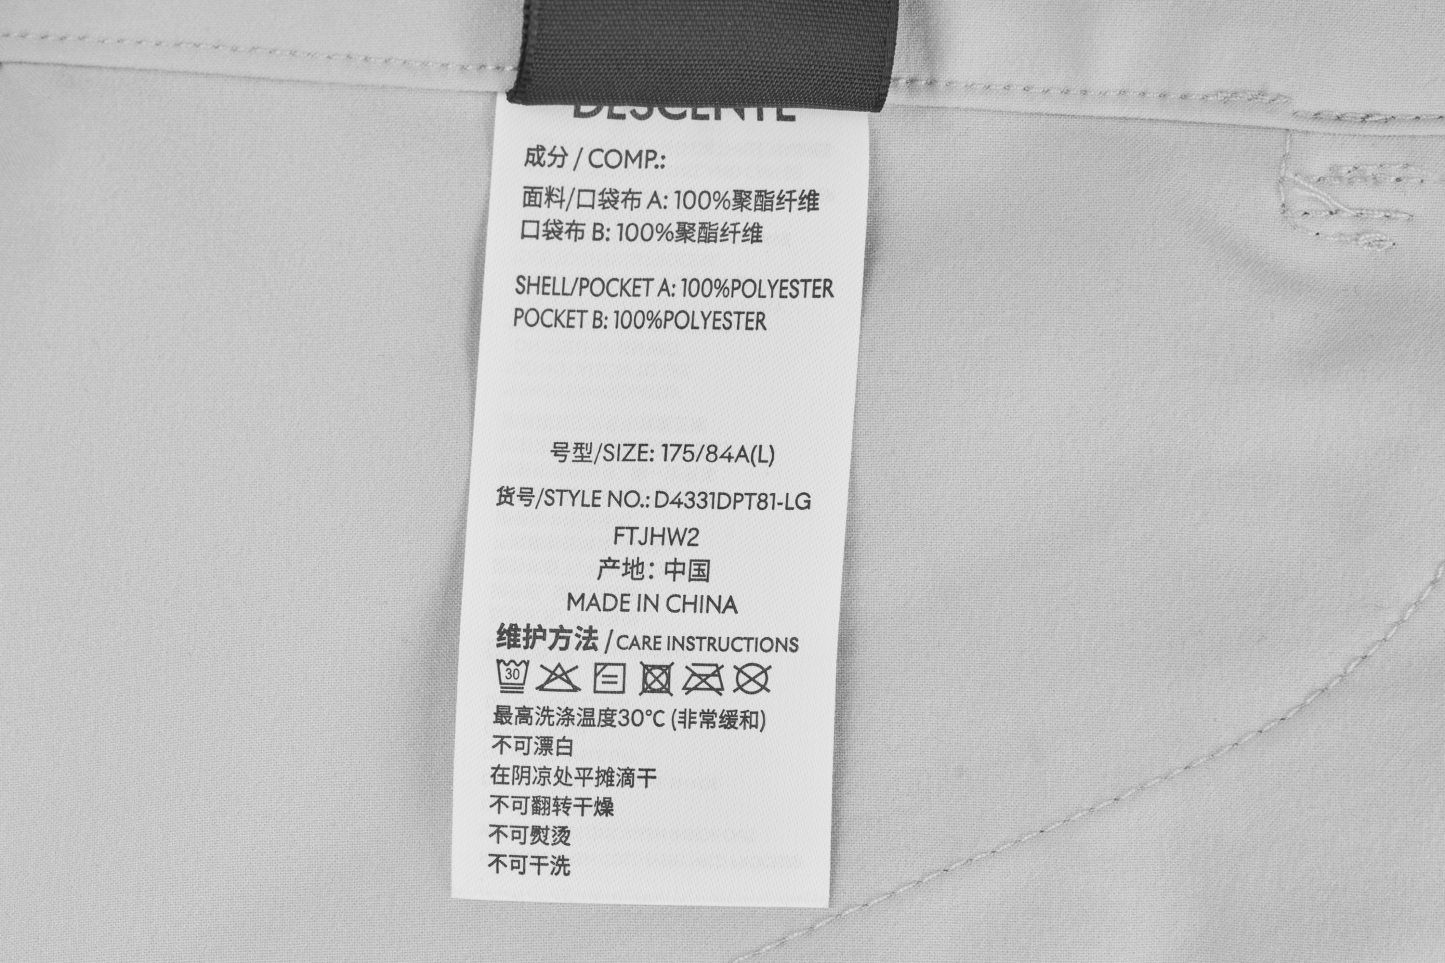 DESCENTE
成分 / COMP.:
面料/口袋布 A: 100%聚酯纤维
口袋布 B: 100%聚酯纤维
SHELL/POCKET A: 100%POLYESTER
POCKET B: 100%POLYESTER
号型/SIZE: 175/84A(L)
货号/STYLE NO.: D4331DPT81-LG
FTJHW2
产地：中国
MADE IN CHINA
维护方法 / CARE INSTRUCTIONS
30
最高洗涤温度30°C (非常缓和)
不可漂白
在阴凉处平摊滴干
不可翻转干燥
不可熨烫
不可干洗